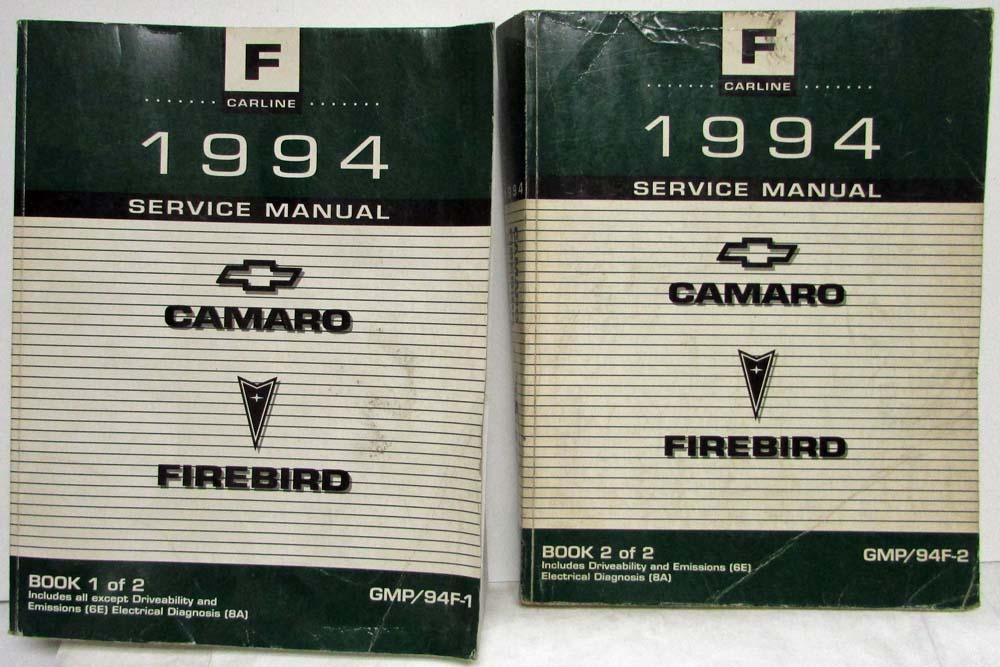 F
CARLINE
1994
SERVICE MANUAL
CAMARO
FIREBIRD
BOOK 1 of 2
Includes all except Driveability and
Emissions (6E) Electrical Diagnosis (8A)
GMP/94F-1
1994
F
CARLINE
1994
SERVICE MANUAL
CAMARO
FIREBIRD
BOOK 2 of 2
Includes Driveability and Emissions (6E)
Electrical Diagnosis (8A)
GMP/94F-2